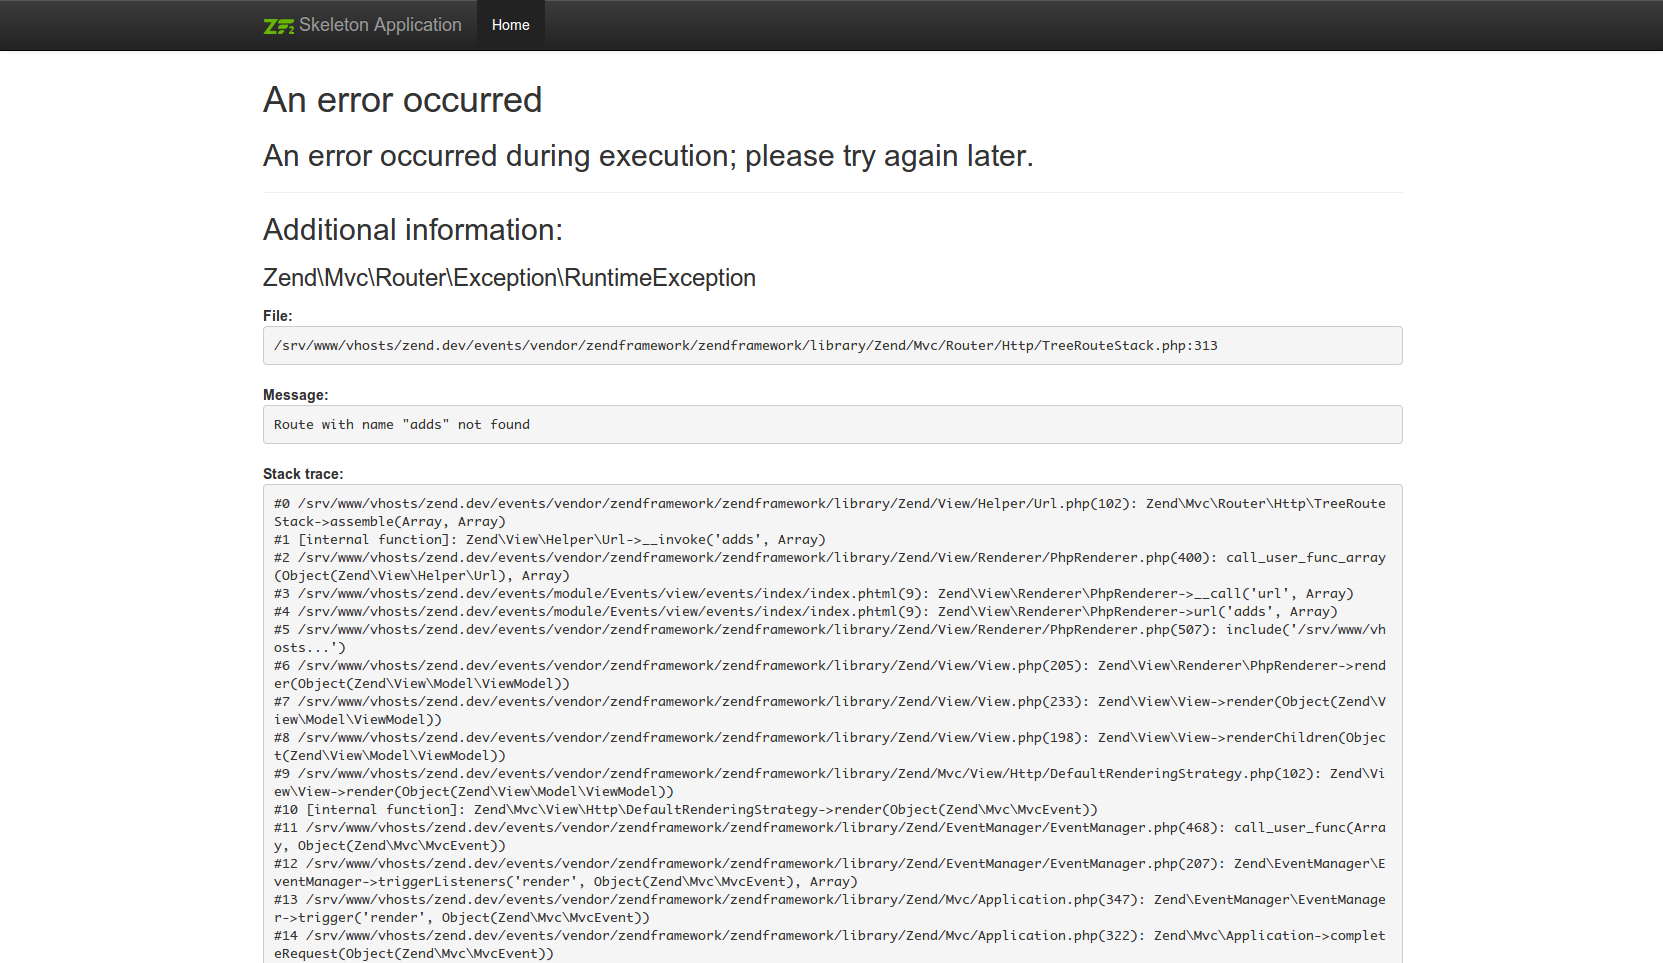 ZF2 Skeleton Application Home
An error occurred
An error occurred during execution; please try again later.
Additional information:
Zend\Mvc\Router\Exception\RuntimeException
File:
/srv/www/vhosts/zend.dev/events/vendor/zendframework/zendframework/library/Zend/Mvc/Router/Http/TreeRouteStack.php:313
Message:
Route with name "adds" not found
Stack trace:
#0 /srv/www/vhosts/zend.dev/events/vendor/zendframework/zendframework/library/Zend/View/Helper/Url.php(102): Zend\Mvc\Router\Http\TreeRoute
Stack->assemble(Array, Array)
#1 [internal function]: Zend\View\Helper\Url->__invoke('adds', Array)
#2 /srv/www/vhosts/zend.dev/events/vendor/zendframework/zendframework/library/Zend/View/Renderer/PhpRenderer.php(400): call_user_func_array
(Object(Zend\View\Helper\Url), Array)
#3 /srv/www/vhosts/zend.dev/events/module/Events/view/events/index/index.phtml(9): Zend\View\Renderer\PhpRenderer->__call('url', Array)
#4 /srv/www/vhosts/zend.dev/events/module/Events/view/events/index/index.phtml(9): Zend\View\Renderer\PhpRenderer->url('adds', Array)
#5 /srv/www/vhosts/zend.dev/events/vendor/zendframework/zendframework/library/Zend/View/Renderer/PhpRenderer.php(507): include('/srv/www/vh
osts...')
#6 /srv/www/vhosts/zend.dev/events/vendor/zendframework/zendframework/library/Zend/View/View.php(205): Zend\View\Renderer\PhpRenderer->rend
er(Object(Zend\View\Model\ViewModel))
#7 /srv/www/vhosts/zend.dev/events/vendor/zendframework/zendframework/library/Zend/View/View.php(233): Zend\View\View->render(Object(Zend\V
iew\Model\ViewModel))
#8 /srv/www/vhosts/zend.dev/events/vendor/zendframework/zendframework/library/Zend/View/View.php(198): Zend\View\View->renderChildren(Objec
t(Zend\View\Model\ViewModel))
#9 /srv/www/vhosts/zend.dev/events/vendor/zendframework/zendframework/library/Zend/Mvc/View/Http/DefaultRenderingStrategy.php(102): Zend\Vi
ew\View->render(Object(Zend\View\Model\ViewModel))
#10 [internal function]: Zend\Mvc\View\Http\DefaultRenderingStrategy->render(Object(Zend\Mvc\MvcEvent))
#11 /srv/www/vhosts/zend.dev/events/vendor/zendframework/zendframework/library/Zend/EventManager/EventManager.php(468): call_user_func(Arra
y, Object(Zend\Mvc\MvcEvent))
#12 /srv/www/vhosts/zend.dev/events/vendor/zendframework/zendframework/library/Zend/EventManager/EventManager.php(207): Zend\EventManager\E
ventManager->triggerListeners('render', Object(Zend\Mvc\MvcEvent), Array)
#13 /srv/www/vhosts/zend.dev/events/vendor/zendframework/zendframework/library/Zend/Mvc/Application.php(347): Zend\EventManager\EventManage
r->trigger('render', Object(Zend\Mvc\MvcEvent))
#14 /srv/www/vhosts/zend.dev/events/vendor/zendframework/zendframework/library/Zend/Mvc/Application.php(322): Zend\Mvc\Application->complet
eRequest(Object(Zend\Mvc\MvcEvent))